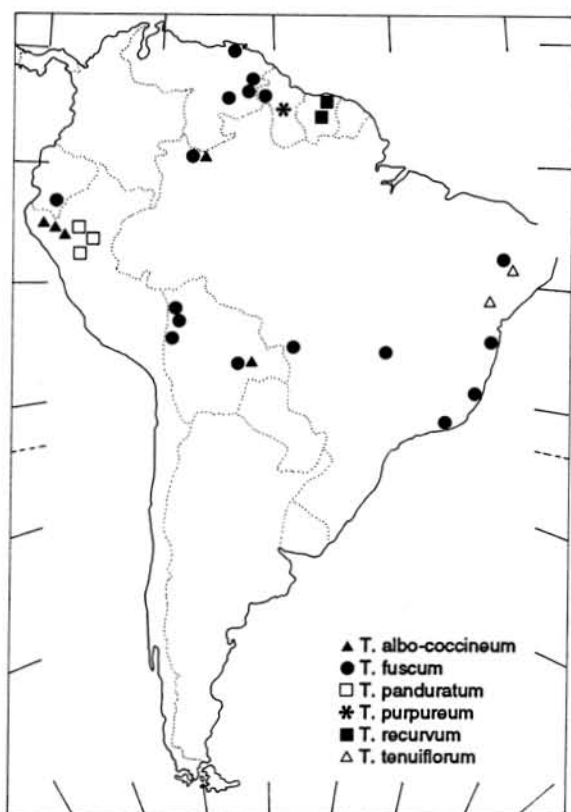 T. albo-coccineum
T. fuscum
T. panduratum
T. purpureum
T. recurvum
T. tenuiflorum